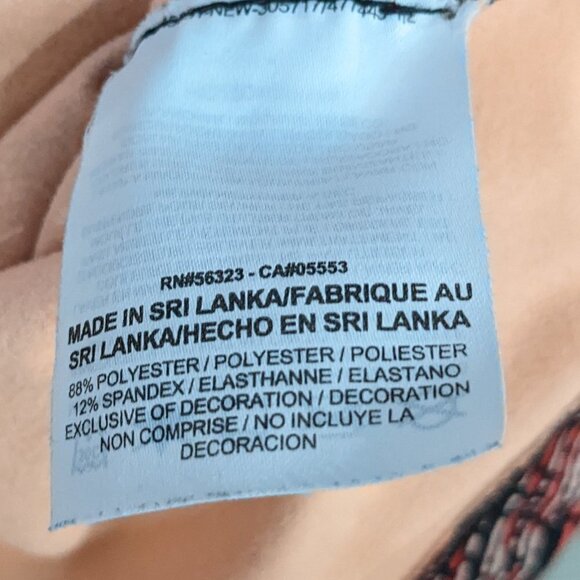 RN#56323 - CA#05553
MADE IN SRI LANKA/FABRIQUE AU
SRI LANKA/HECHO EN SRI LANKA
88% POLYESTER / POLYESTER / POLIESTER
12% SPANDEX / ELASTHANNE / ELASTANO
EXCLUSIVE OF DECORATION / DECORATION
NON COMPRISE / NO INCLUYE LA
DECORACION